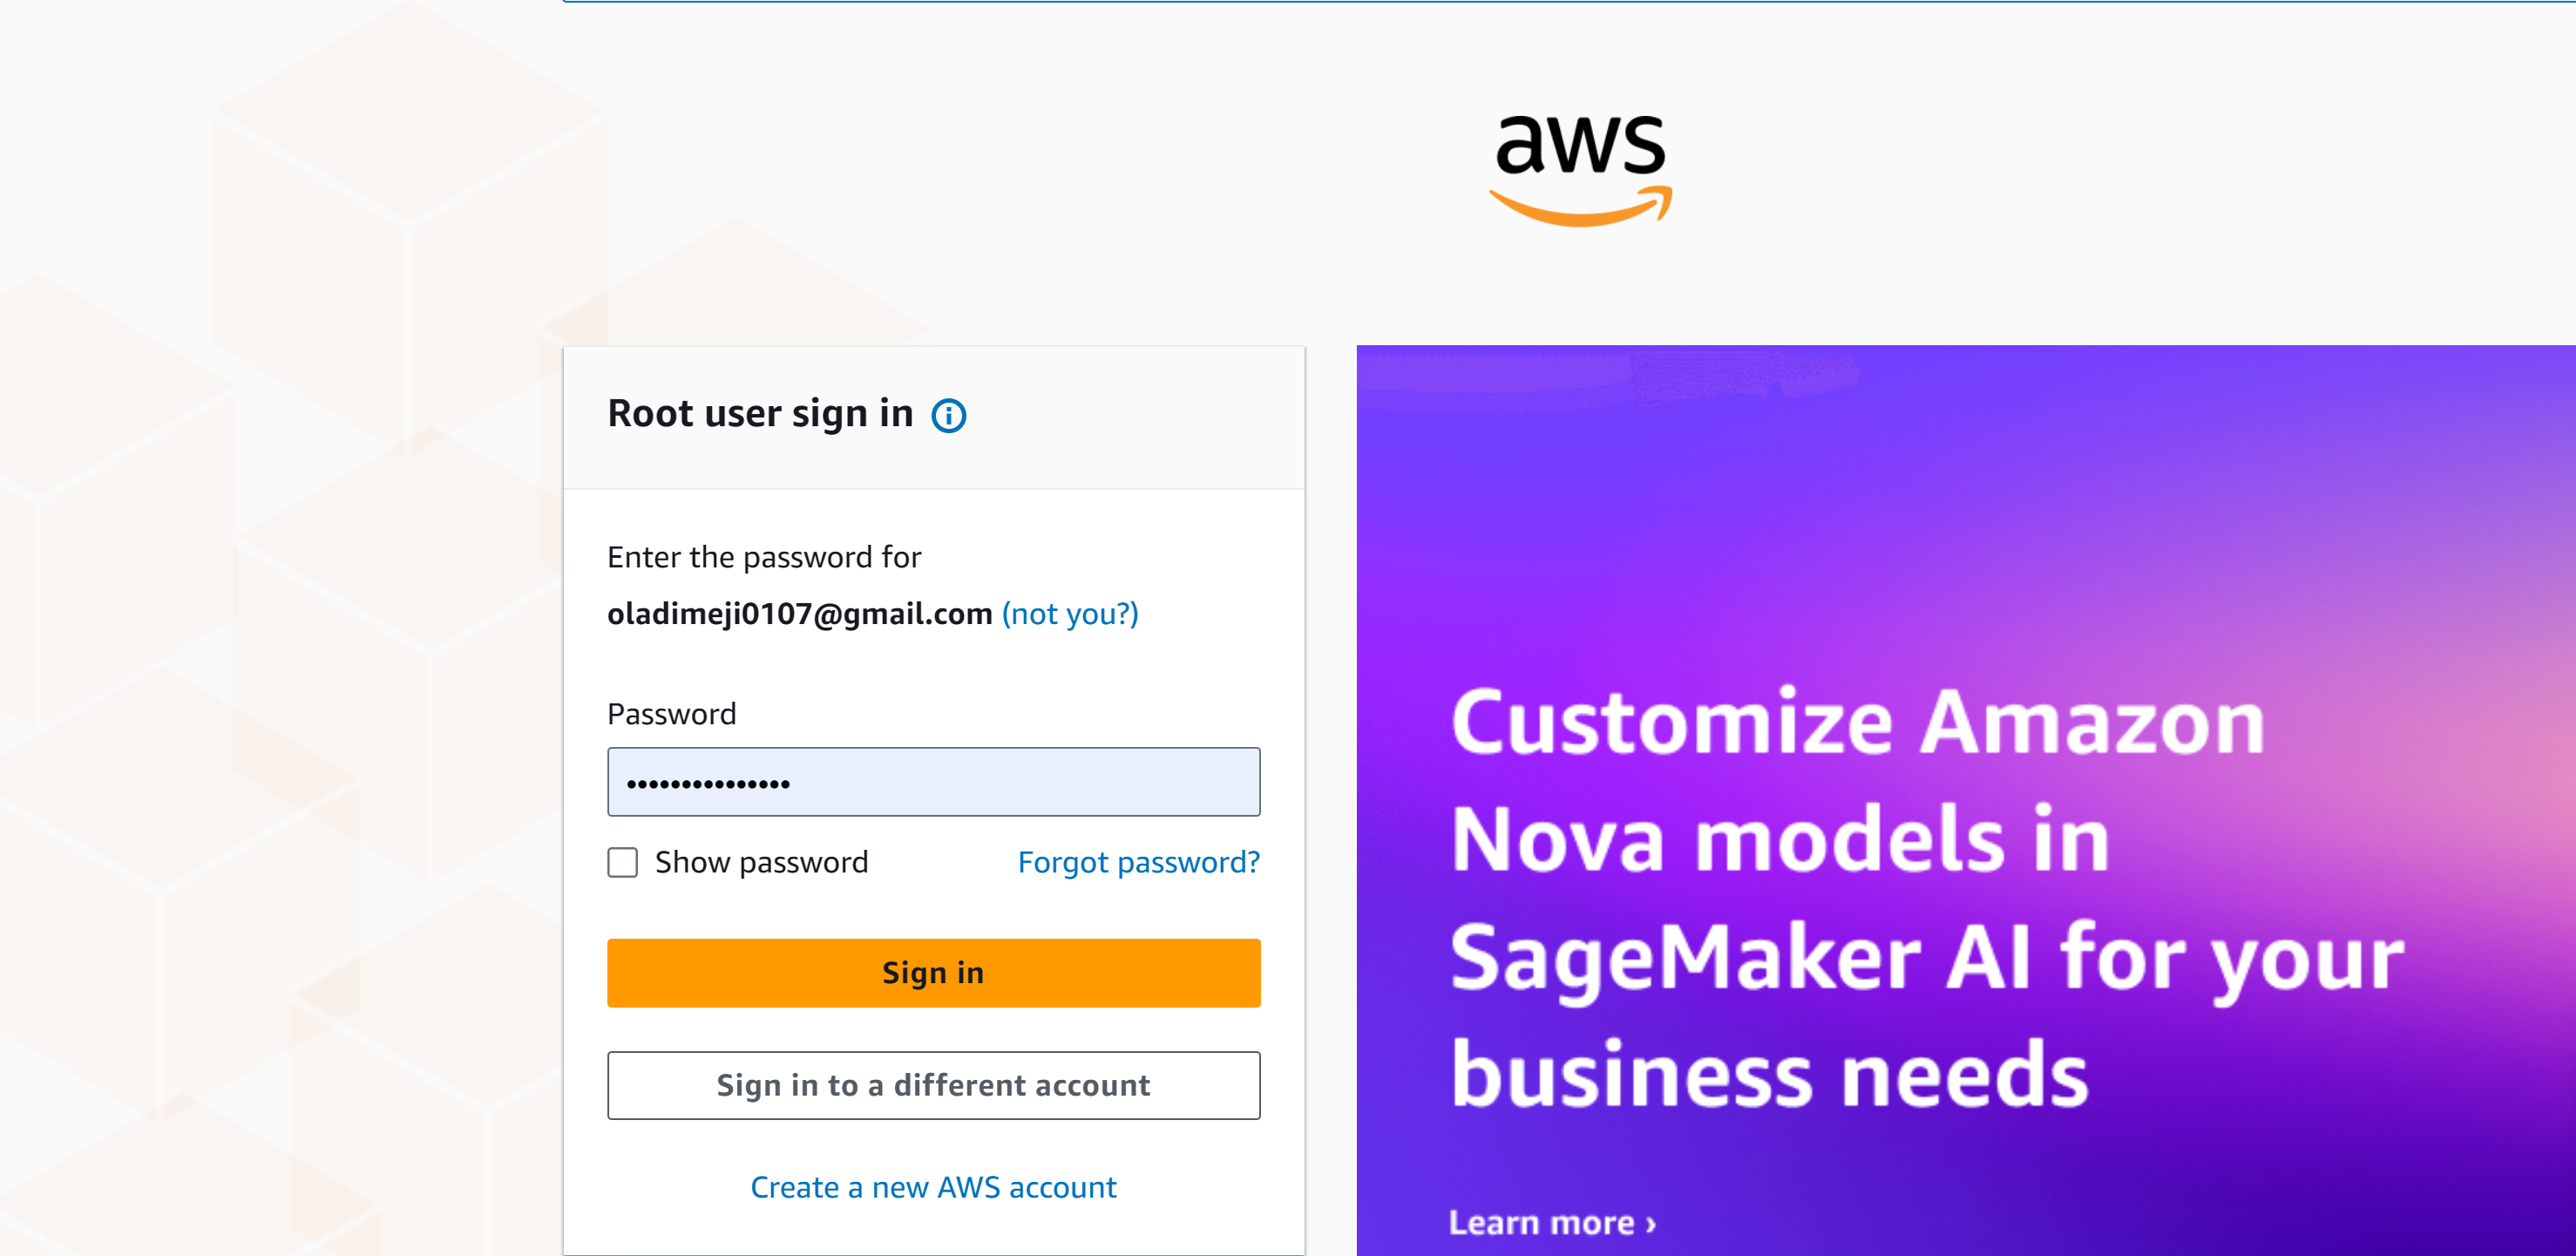 aws
Root user sign in
Enter the password for
oladimeji0107@gmail.com (not you?)
Password
•••••••••••••••
Show password
Forgot password?
Sign in
Sign in to a different account
Create a new AWS account
Customize Amazon
Nova models in
SageMaker AI for your
business needs
Learn more ›